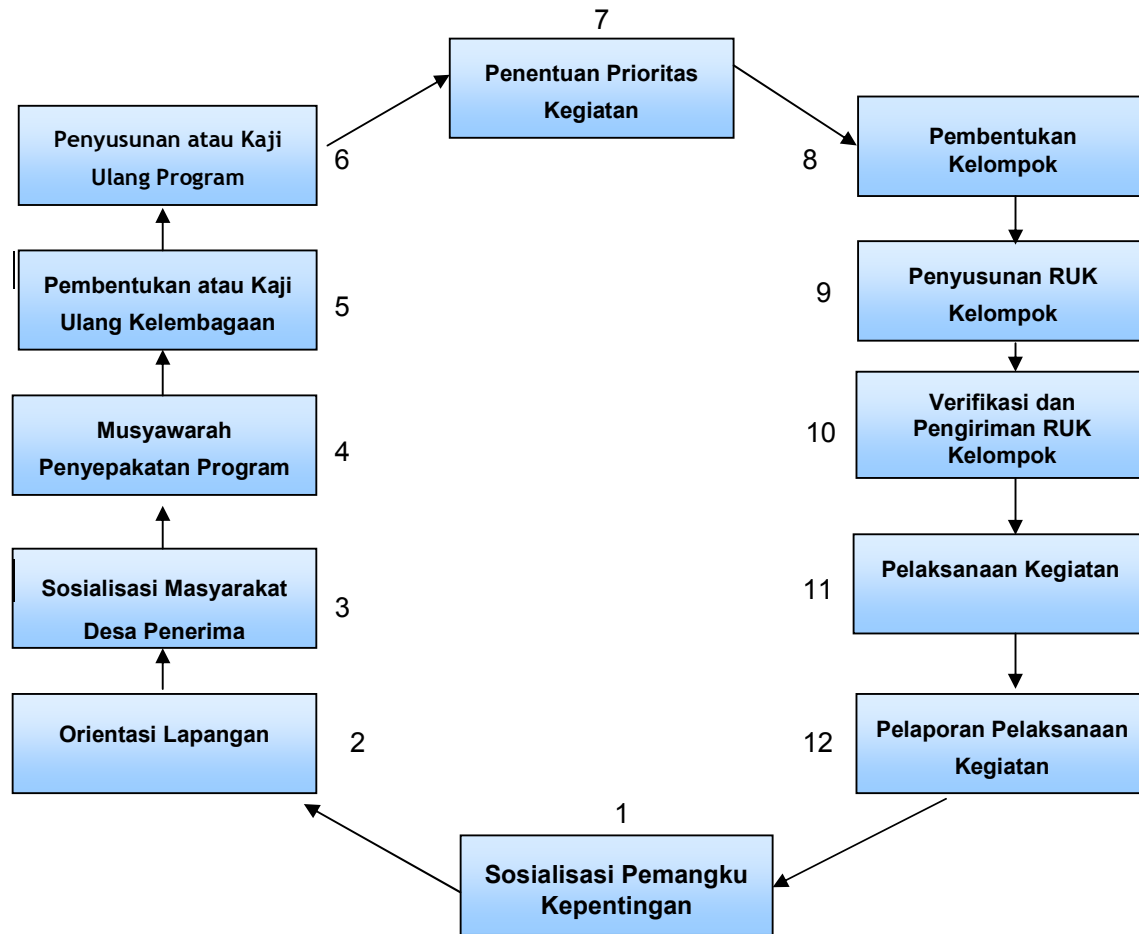 7
Penentuan Prioritas
Kegiatan
Penyusunan atau Kaji
Ulang Program
6
8
Pembentukan
Kelompok
Pembentukan atau Kaji
Ulang Kelembagaan
5
9
Penyusunan RUK
Kelompok
Musyawarah
Penyepakatan Program
4
10
Verifikasi dan
Pengiriman RUK
Kelompok
Sosialisasi Masyarakat
Desa Penerima
3
11
Pelaksanaan Kegiatan
Orientasi Lapangan
2
12
Pelaporan Pelaksanaan
Kegiatan
1
Sosialisasi Pemangku
Kepentingan